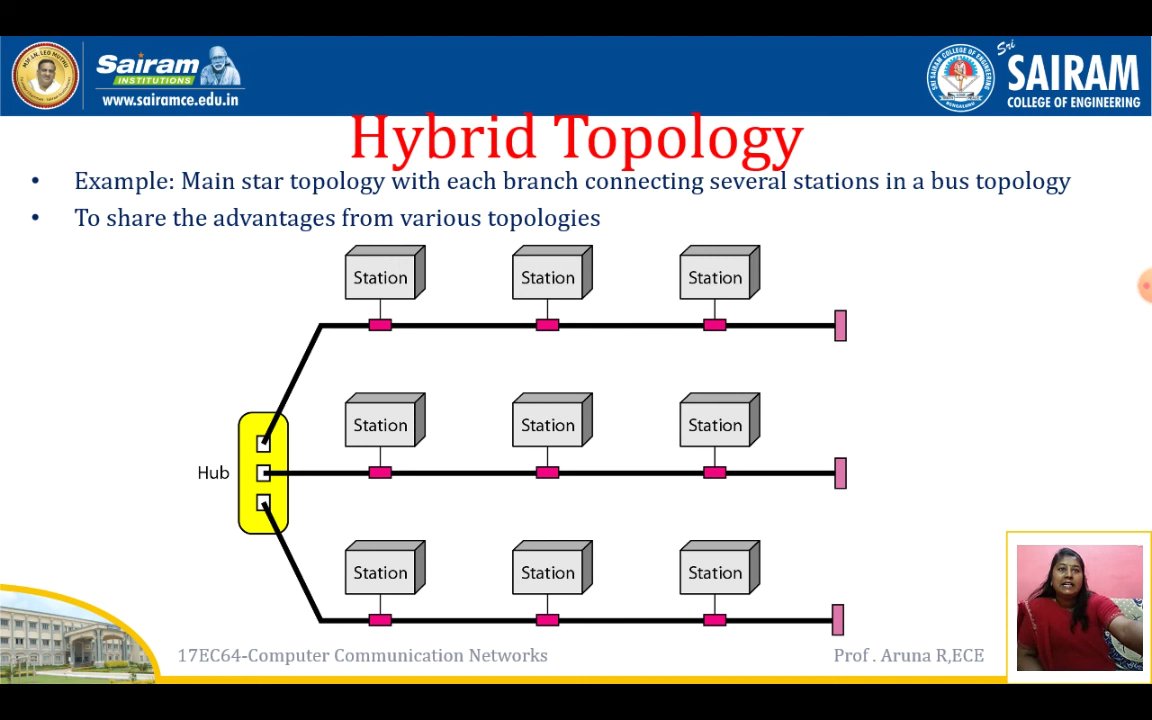 Sairam
INSTITUTIONS
www.sairamce.edu.in
Sri
SAIRAM
COLLEGE OF ENGINEERING
Hybrid Topology
• Example: Main star topology with each branch connecting several stations in a bus topology
• To share the advantages from various topologies
Station Station Station
Station Station Station
Hub
Station Station Station
17EC64-Computer Communication Networks
Prof . Aruna R,ECE